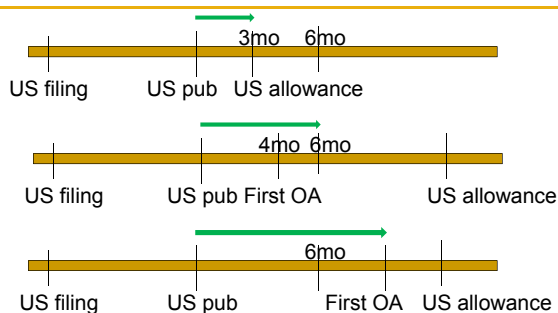 3mo 6mo
US filing US pub US allowance
4mo 6mo
US filing US pub First OA US allowance
6mo
US filing US pub First OA US allowance